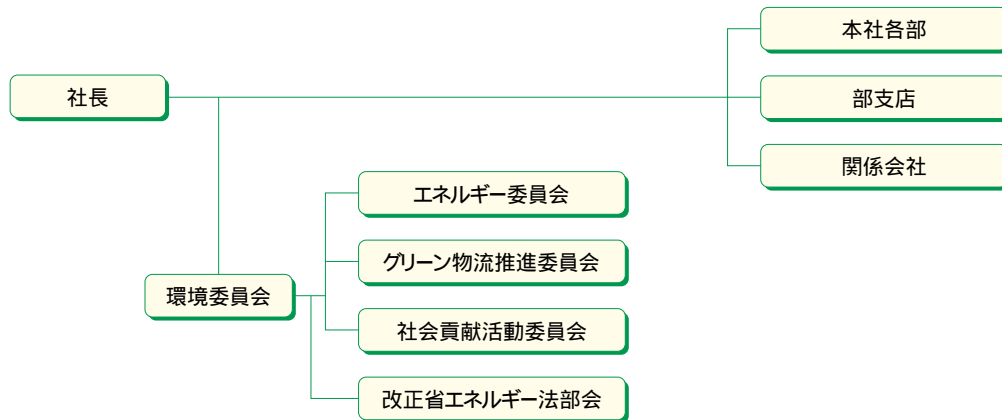 本社各部
社長
部支店
関係会社
エネルギー委員会
グリーン物流推進委員会
環境委員会
社会貢献活動委員会
改正省エネルギー法部会